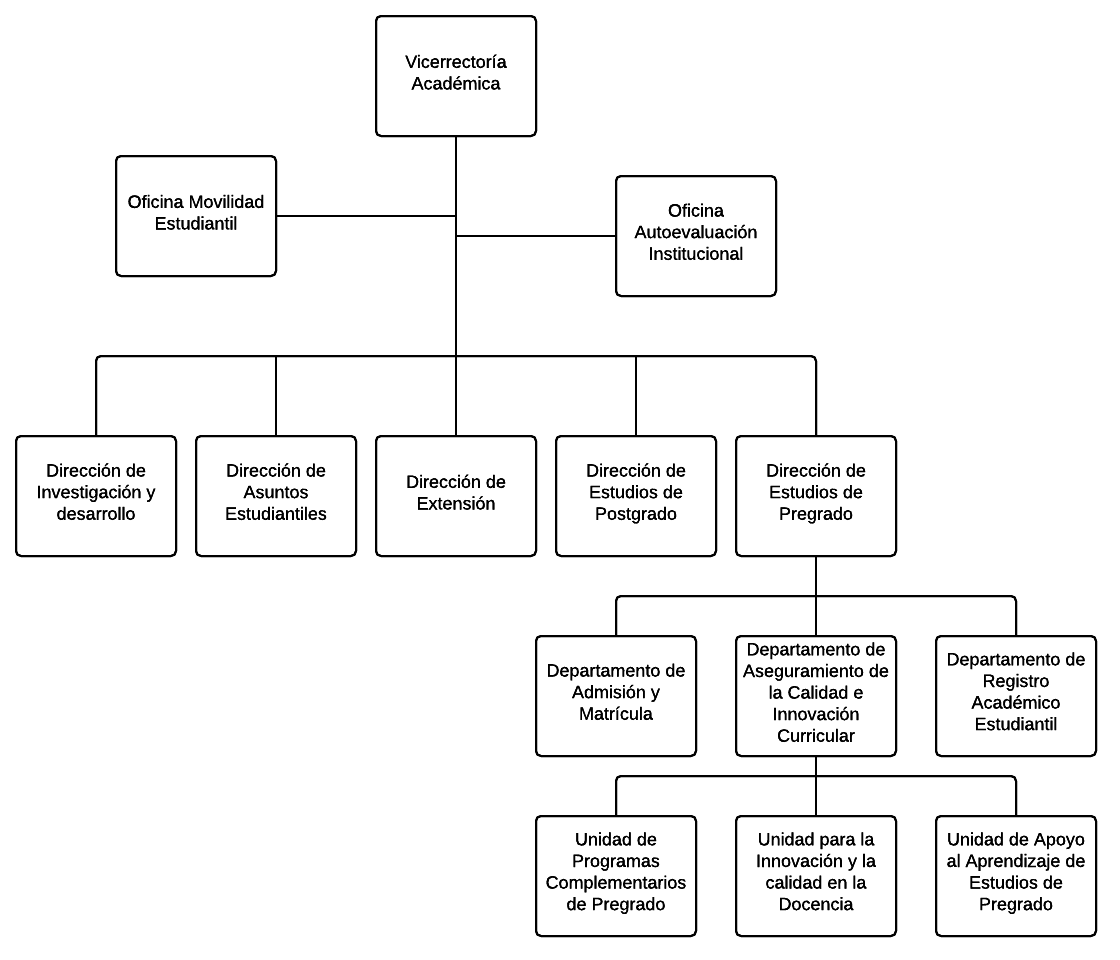 Vicerrectoría
Académica
Oficina Movilidad
Estudiantil
Oficina
Autoevaluación
Institucional
Dirección de
Investigación y
desarrollo
Dirección de
Asuntos
Estudiantiles
Dirección de
Extensión
Dirección de
Estudios de
Postgrado
Dirección de
Estudios de
Pregrado
Departamento de
Admisión y
Matrícula
Departamento de
Aseguramiento de
la Calidad e
Innovación
Curricular
Departamento de
Registro
Académico
Estudiantil
Unidad de
Programas
Complementarios
de Pregrado
Unidad para la
Innovación y la
calidad en la
Docencia
Unidad de Apoyo
al Aprendizaje de
Estudios de
Pregrado